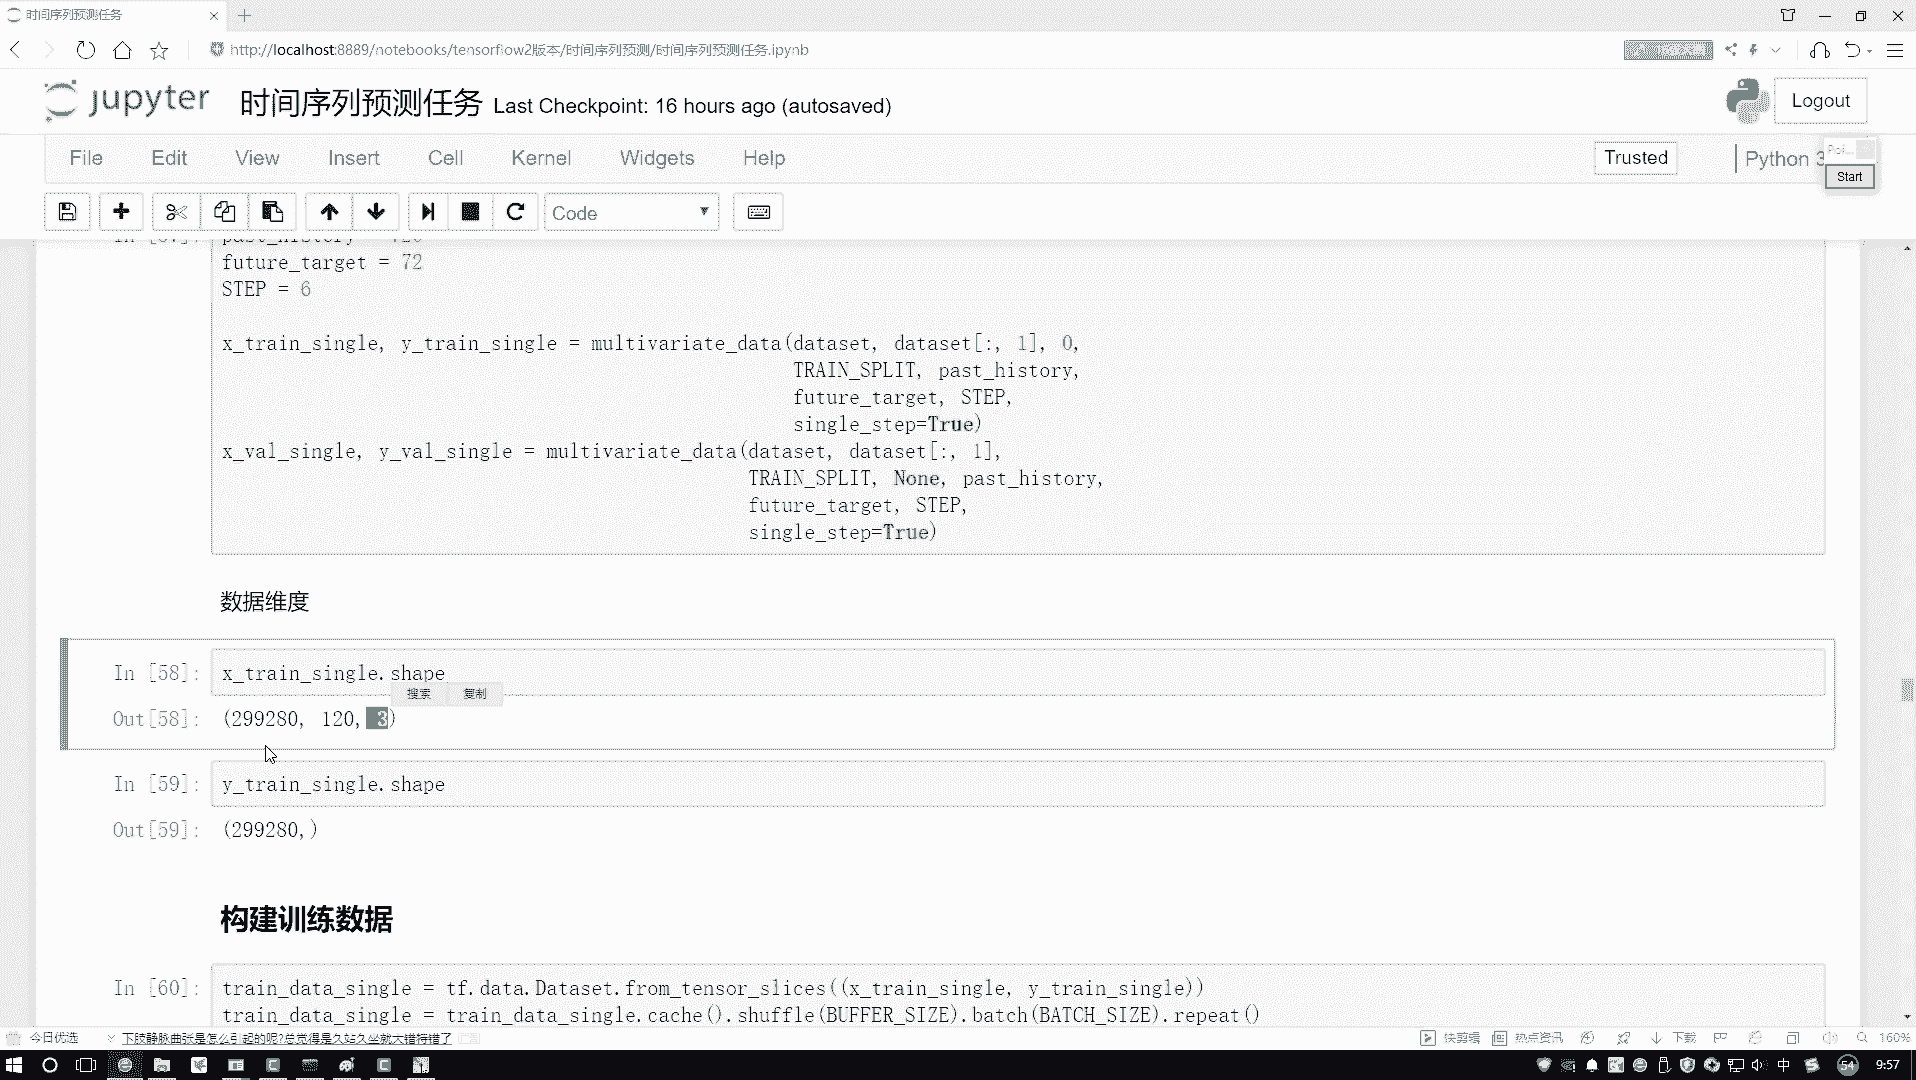 时间序列预测任务
http://localhost:8889/notebooks/tensorflow2版本/时间序列预测/时间序列预测任务.ipynb
jupyter 时间序列预测任务 Last Checkpoint: 16 hours ago (autosaved)
Logout
File Edit View Insert Cell Kernel Widgets Help
Trusted
Python 3
Start
Code
future_target = 72
STEP = 6
x_train_single, y_train_single = multivariate_data(dataset, dataset[:, 1], 0,
TRAIN_SPLIT, past_history,
future_target, STEP,
single_step=True)
x_val_single, y_val_single = multivariate_data(dataset, dataset[:, 1],
TRAIN_SPLIT, None, past_history,
future_target, STEP,
single_step=True)
数据维度
In [58]: x_train_single.shape
搜索 复制
Out[58]: (299280, 120, 3)
In [59]: y_train_single.shape
Out[59]: (299280,)
构建训练数据
In [60]: train_data_single = tf.data.Dataset.from_tensor_slices((x_train_single, y_train_single))
train_data_single = train_data_single.cache().shuffle(BUFFER_SIZE).batch(BATCH_SIZE).repeat()
今日优选 下肢静脉曲张是怎么引起的呢?总觉得是久站久坐就大错特错了
快剪辑 热点资讯 下载 160%
中 54 9:57